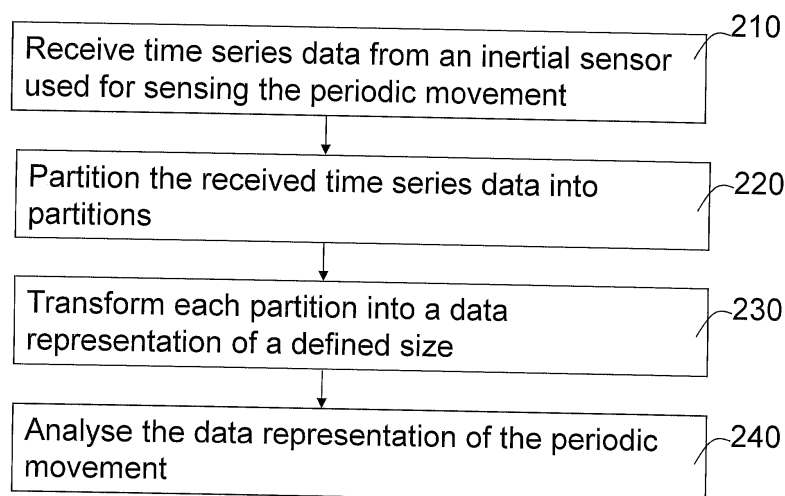 210
Receive time series data from an inertial sensor
used for sensing the periodic movement
220
Partition the received time series data into
partitions
230
Transform each partition into a data
representation of a defined size
240
Analyse the data representation of the periodic
movement